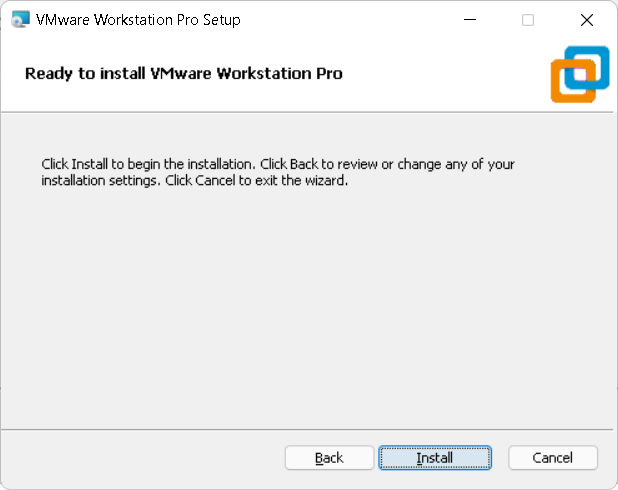 VMware Workstation Pro Setup
Ready to install VMware Workstation Pro
Click Install to begin the installation. Click Back to review or change any of your
installation settings. Click Cancel to exit the wizard.
Back Install Cancel